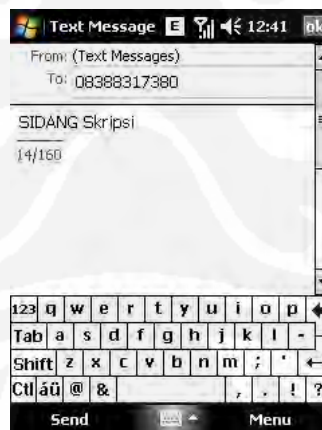 Text Message E 12:41 ok
From: (Text Messages)
To: 08388317380
SIDANG Skripsi
14/160
123 q w e r t y u i o p
Tab a s d f g h j k l -
Shift z x c v b n m ; '
Ctl áü @ & , . ! ?
Send Menu